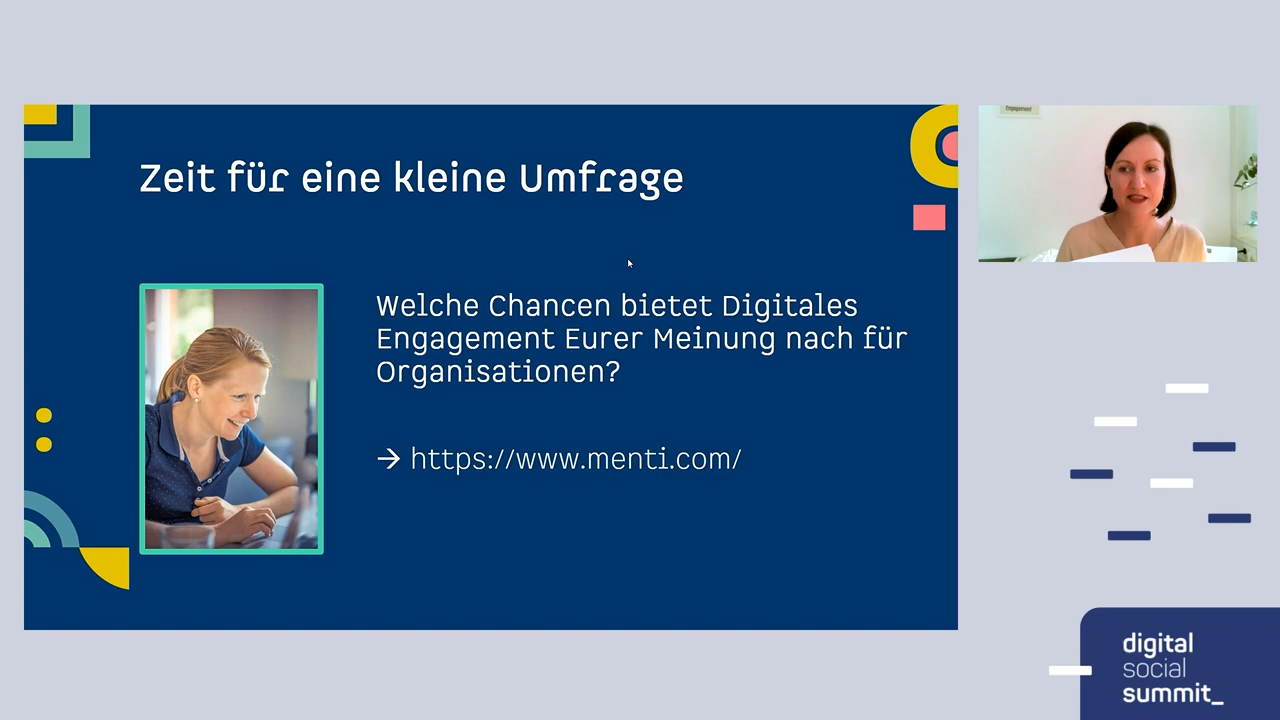 Zeit für eine kleine Umfrage
Welche Chancen bietet Digitales
Engagement Eurer Meinung nach für
Organisationen?
→ https://www.menti.com/
Engagement
digital
social
summit_